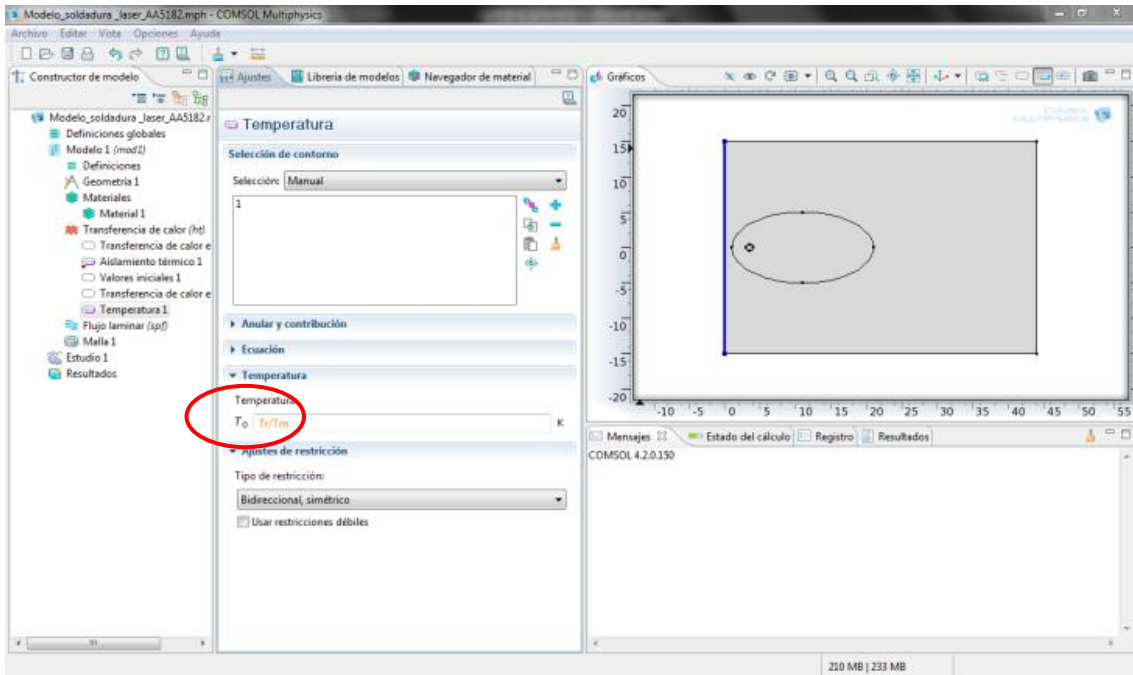 Modelo_soldadura _laser_AA5182.mph - COMSOL Multiphysics
Archivo Editar Vista Opciones Ayuda
Constructor de modelo
Modelo_soldadura _laser_AA5182.r
Definiciones globales
Modelo 1 (mod1)
Definiciones
Geometría 1
Materiales
Material 1
Transferencia de calor (ht)
Transferencia de calor e
Aislamiento térmico 1
Valores iniciales 1
Transferencia de calor e
Temperatura 1
Flujo laminar (spf)
Malla 1
Estudio 1
Resultados
Ajustes Librería de modelos Navegador de material
Temperatura
Selección de contorno
Selección: Manual
1
Anular y contribución
Ecuación
Temperatura
Temperatura:
T0 Tr/Tm K
Ajustes de restricción
Tipo de restricción:
Bidireccional, simétrico
Usar restricciones débiles
Gráficos
COMSOL
MULTIPHYSICS
20
15
10
5
0
-5
-10
-15
-20
-10 -5 0 5 10 15 20 25 30 35 40 45 50 55
Mensajes Estado del cálculo Registro Resultados
COMSOL 4.2.0.150
210 MB | 233 MB